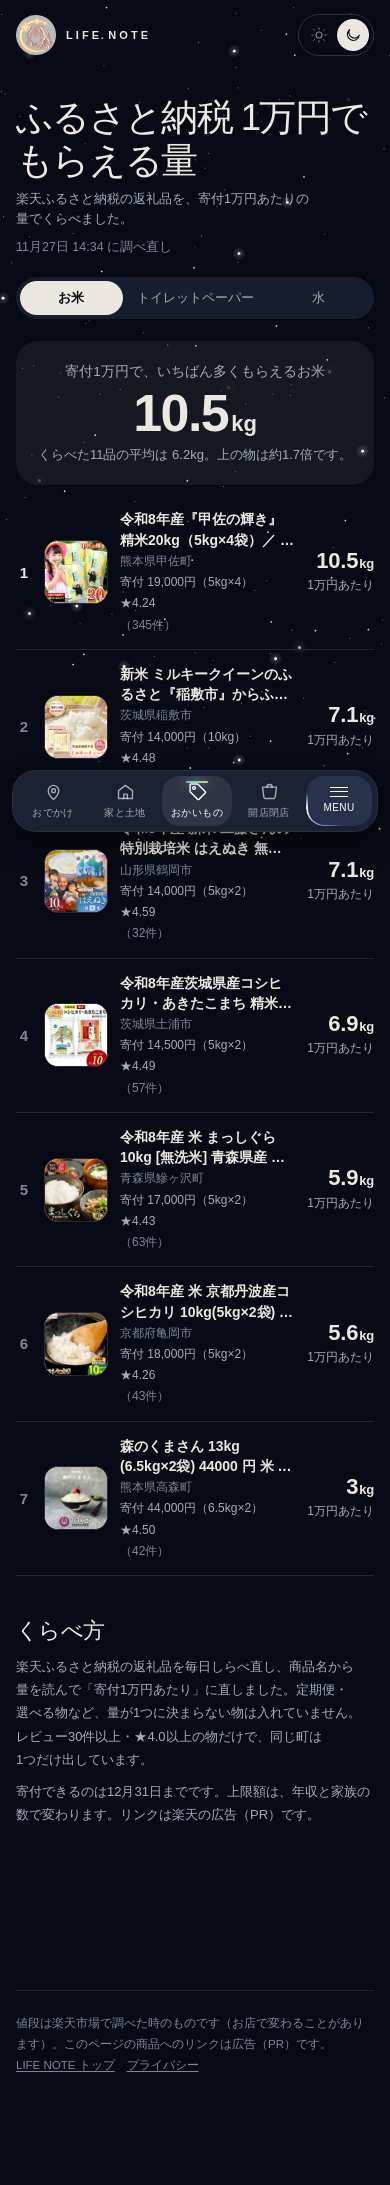 LIFE.NOTE
ふるさと納税 1万円で
もらえる量
楽天ふるさと納税の返礼品を、寄付1万円あたりの
量でくらべました。
11月27日 14:34 に調べ直し
お米 トイレットペーパー 水
寄付1万円で、いちばん多くもらえるお米
10.5kg
くらべた11品の平均は 6.2kg。上の物は約1.7倍です。
1
令和8年産『甲佐の輝き』
精米20kg（5kg×4袋）／ …
熊本県甲佐町
寄付 19,000円（5kg×4）
★4.24
（345件）
10.5kg
1万円あたり
2
新米 ミルキークイーンのふ
るさと『稲敷市』からふ…
茨城県稲敷市
寄付 14,000円（10kg）
★4.48
7.1kg
1万円あたり
おでかけ 家と土地 おかいもの 開店閉店 MENU
3
特別栽培米 はえぬき 無…
山形県鶴岡市
寄付 14,000円（5kg×2）
★4.59
（32件）
7.1kg
1万円あたり
4
令和8年産茨城県産コシヒ
カリ・あきたこまち 精米…
茨城県土浦市
寄付 14,500円（5kg×2）
★4.49
（57件）
6.9kg
1万円あたり
5
令和8年産 米 まっしぐら
10kg [無洗米] 青森県産 …
青森県鰺ヶ沢町
寄付 17,000円（5kg×2）
★4.43
（63件）
5.9kg
1万円あたり
6
令和8年産 米 京都丹波産コ
シヒカリ 10kg(5kg×2袋) …
京都府亀岡市
寄付 18,000円（5kg×2）
★4.26
（43件）
5.6kg
1万円あたり
7
森のくまさん 13kg
(6.5kg×2袋) 44000 円 米 …
熊本県高森町
寄付 44,000円（6.5kg×2）
★4.50
（42件）
3kg
1万円あたり
くらべ方
楽天ふるさと納税の返礼品を毎日しらべ直し、商品名から
量を読んで「寄付1万円あたり」に直しました。定期便・
選べる物など、量が1つに決まらない物は入れていません。
レビュー30件以上・★4.0以上の物だけで、同じ町は
1つだけ出しています。
寄付できるのは12月31日までです。上限額は、年収と家族の
数で変わります。リンクは楽天の広告（PR）です。
値段は楽天市場で調べた時のものです（お店で変わることがあり
ます）。このページの商品へのリンクは広告（PR）です。
LIFE NOTE トップ プライバシー